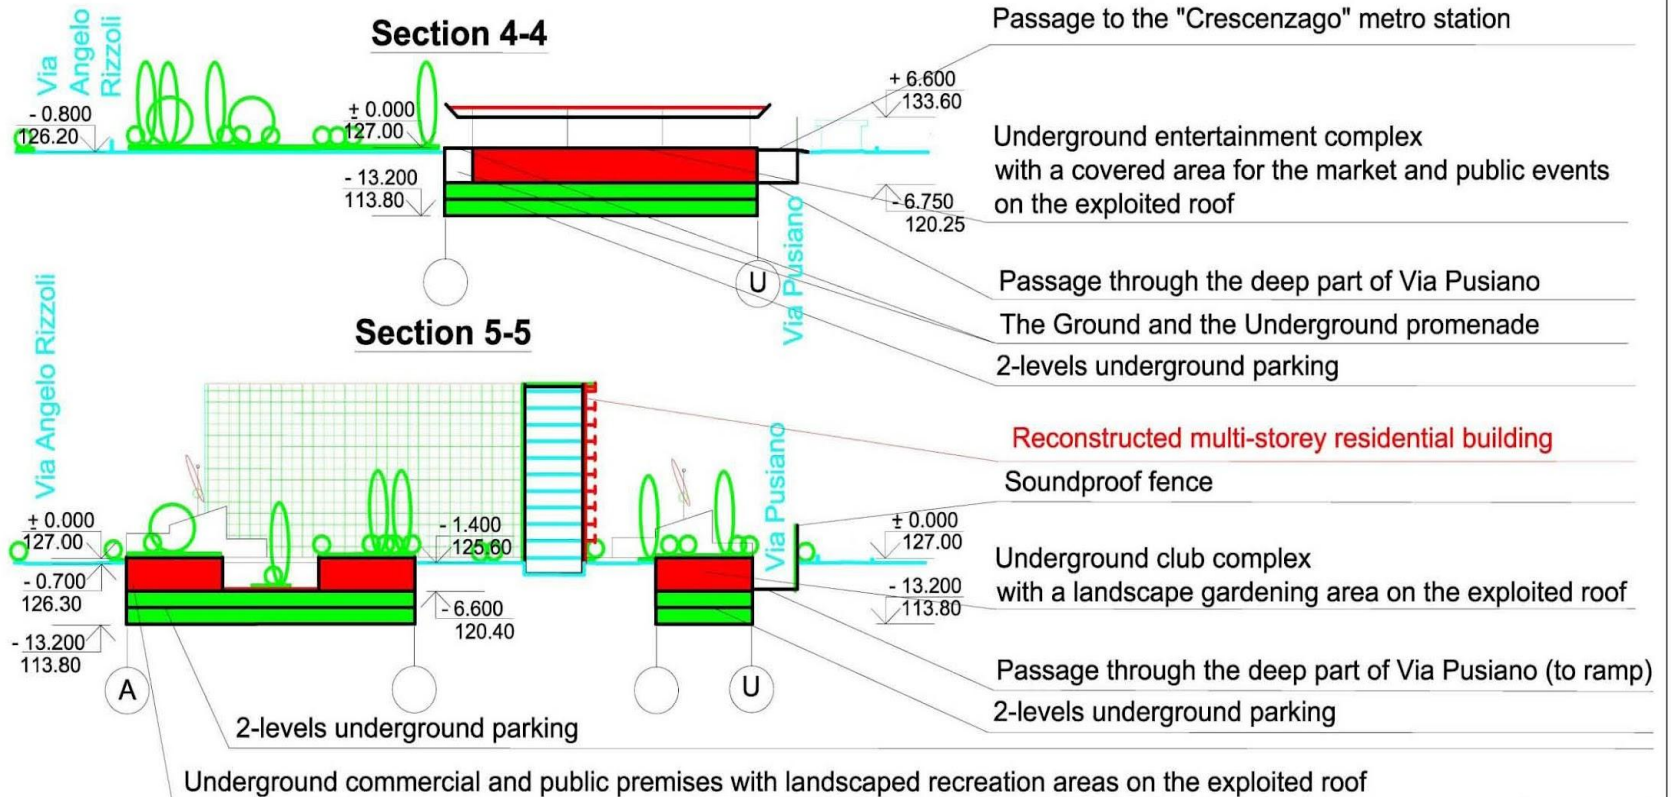 Section 4-4
Via
Angelo
Rizzoli
- 0.800
126.20
± 0.000
127.00
- 13.200
113.80
+ 6.600
133.60
- 6.750
120.25
U
Via Pusiano
Passage to the "Crescenzago" metro station
Underground entertainment complex
with a covered area for the market and public events
on the exploited roof
Passage through the deep part of Via Pusiano
The Ground and the Underground promenade
2-levels underground parking
Section 5-5
Via Angelo Rizzoli
± 0.000
127.00
- 0.700
126.30
- 13.200
113.80
- 1.400
125.60
- 6.600
120.40
A
U
Via Pusiano
± 0.000
127.00
- 13.200
113.80
Reconstructed multi-storey residential building
Soundproof fence
Underground club complex
with a landscape gardening area on the exploited roof
Passage through the deep part of Via Pusiano (to ramp)
2-levels underground parking
2-levels underground parking
Underground commercial and public premises with landscaped recreation areas on the exploited roof